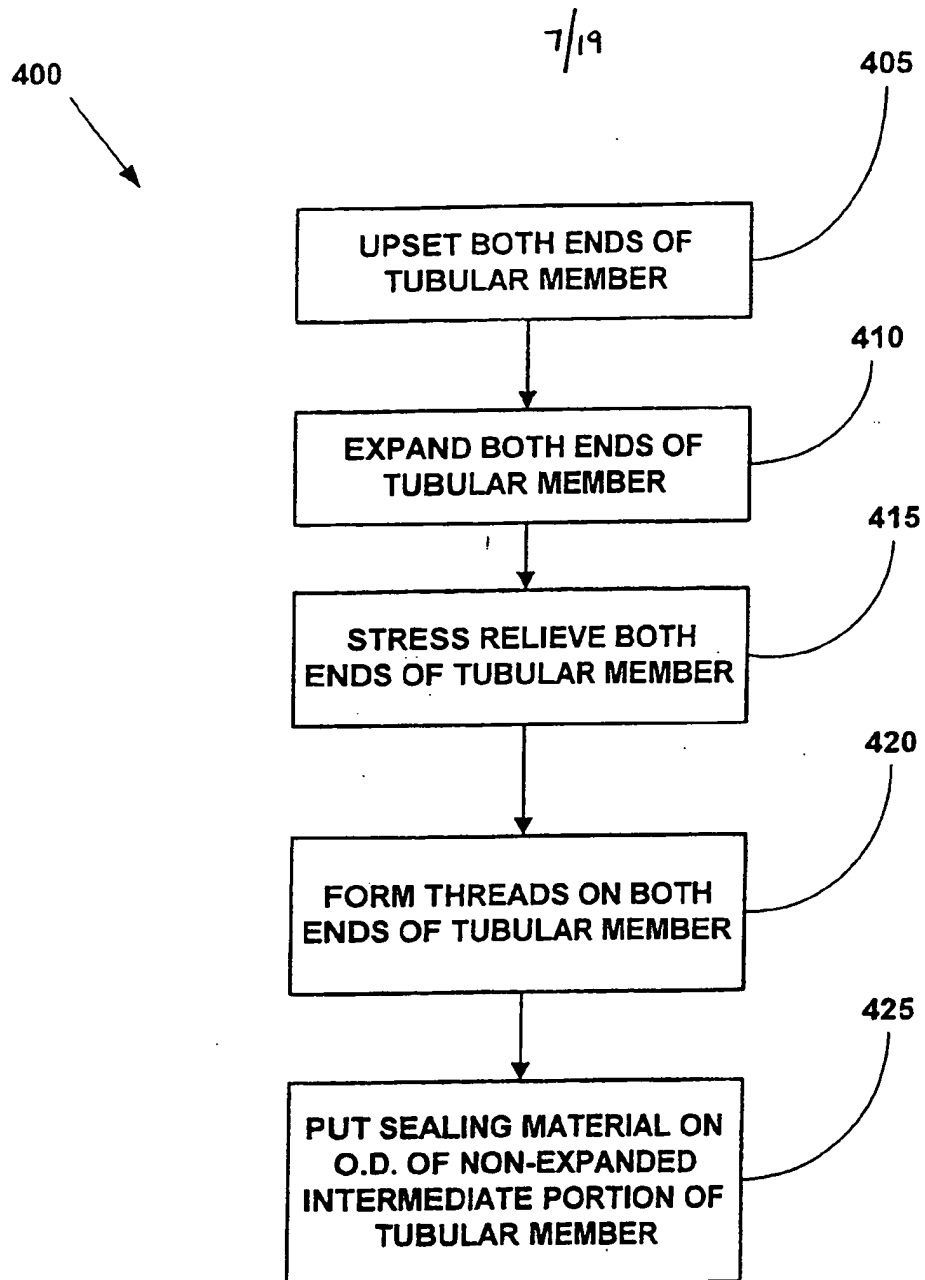 7/19
400
405
UPSET BOTH ENDS OF
TUBULAR MEMBER
410
EXPAND BOTH ENDS OF
TUBULAR MEMBER
415
STRESS RELIEVE BOTH
ENDS OF TUBULAR MEMBER
420
FORM THREADS ON BOTH
ENDS OF TUBULAR MEMBER
425
PUT SEALING MATERIAL ON
O.D. OF NON-EXPANDED
INTERMEDIATE PORTION OF
TUBULAR MEMBER